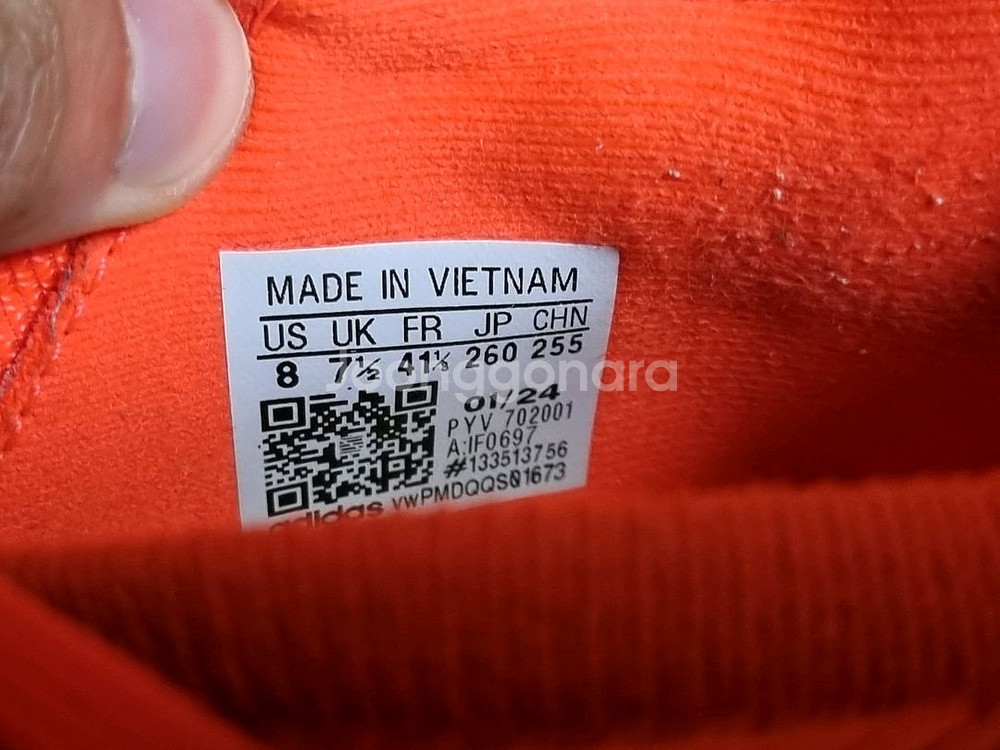 MADE IN VIETNAM
US UK FR JP CHN
8 7½ 41⅓ 260 255
Joonggonara
01/24
PYV 702001
A:IF0697
#133513756
adidas VWPMDQQS01673